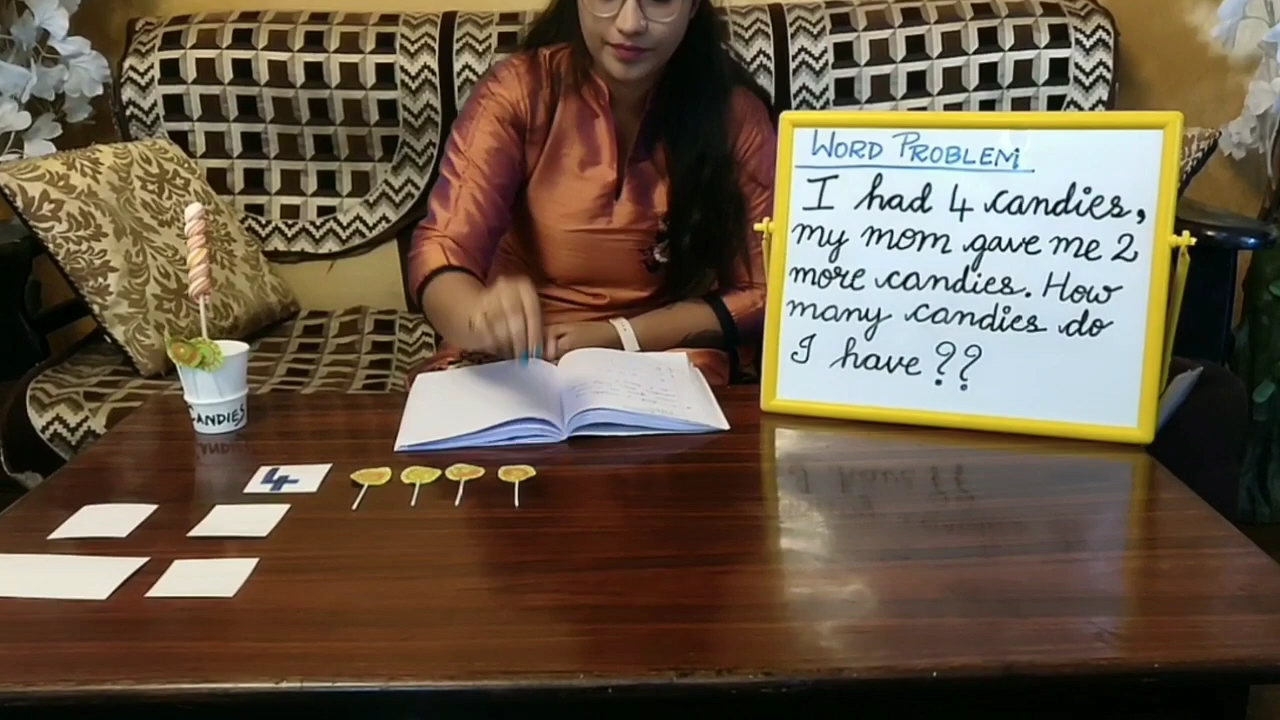 WORD PROBLEM
I had 4 candies,
my mom gave me 2
more candies. How
many candies do
I have ??
CANDIES
4